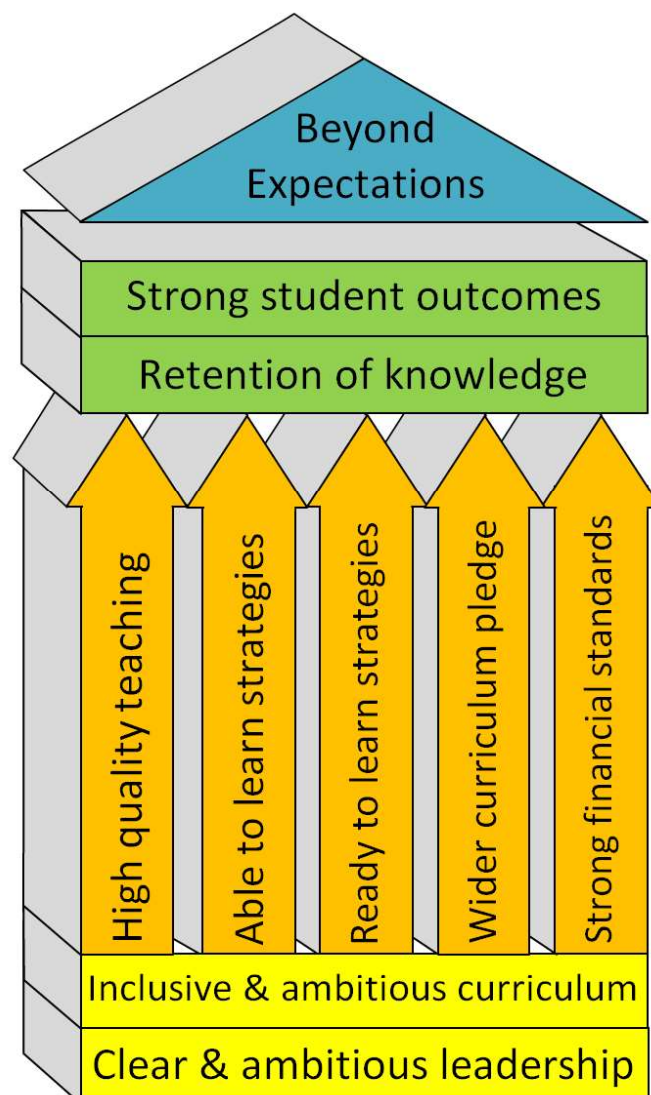 Beyond
Expectations
Strong student outcomes
Retention of knowledge
High quality teaching
Able to learn strategies
Ready to learn strategies
Wider curriculum pledge
Strong financial standards
Inclusive & ambitious curriculum
Clear & ambitious leadership